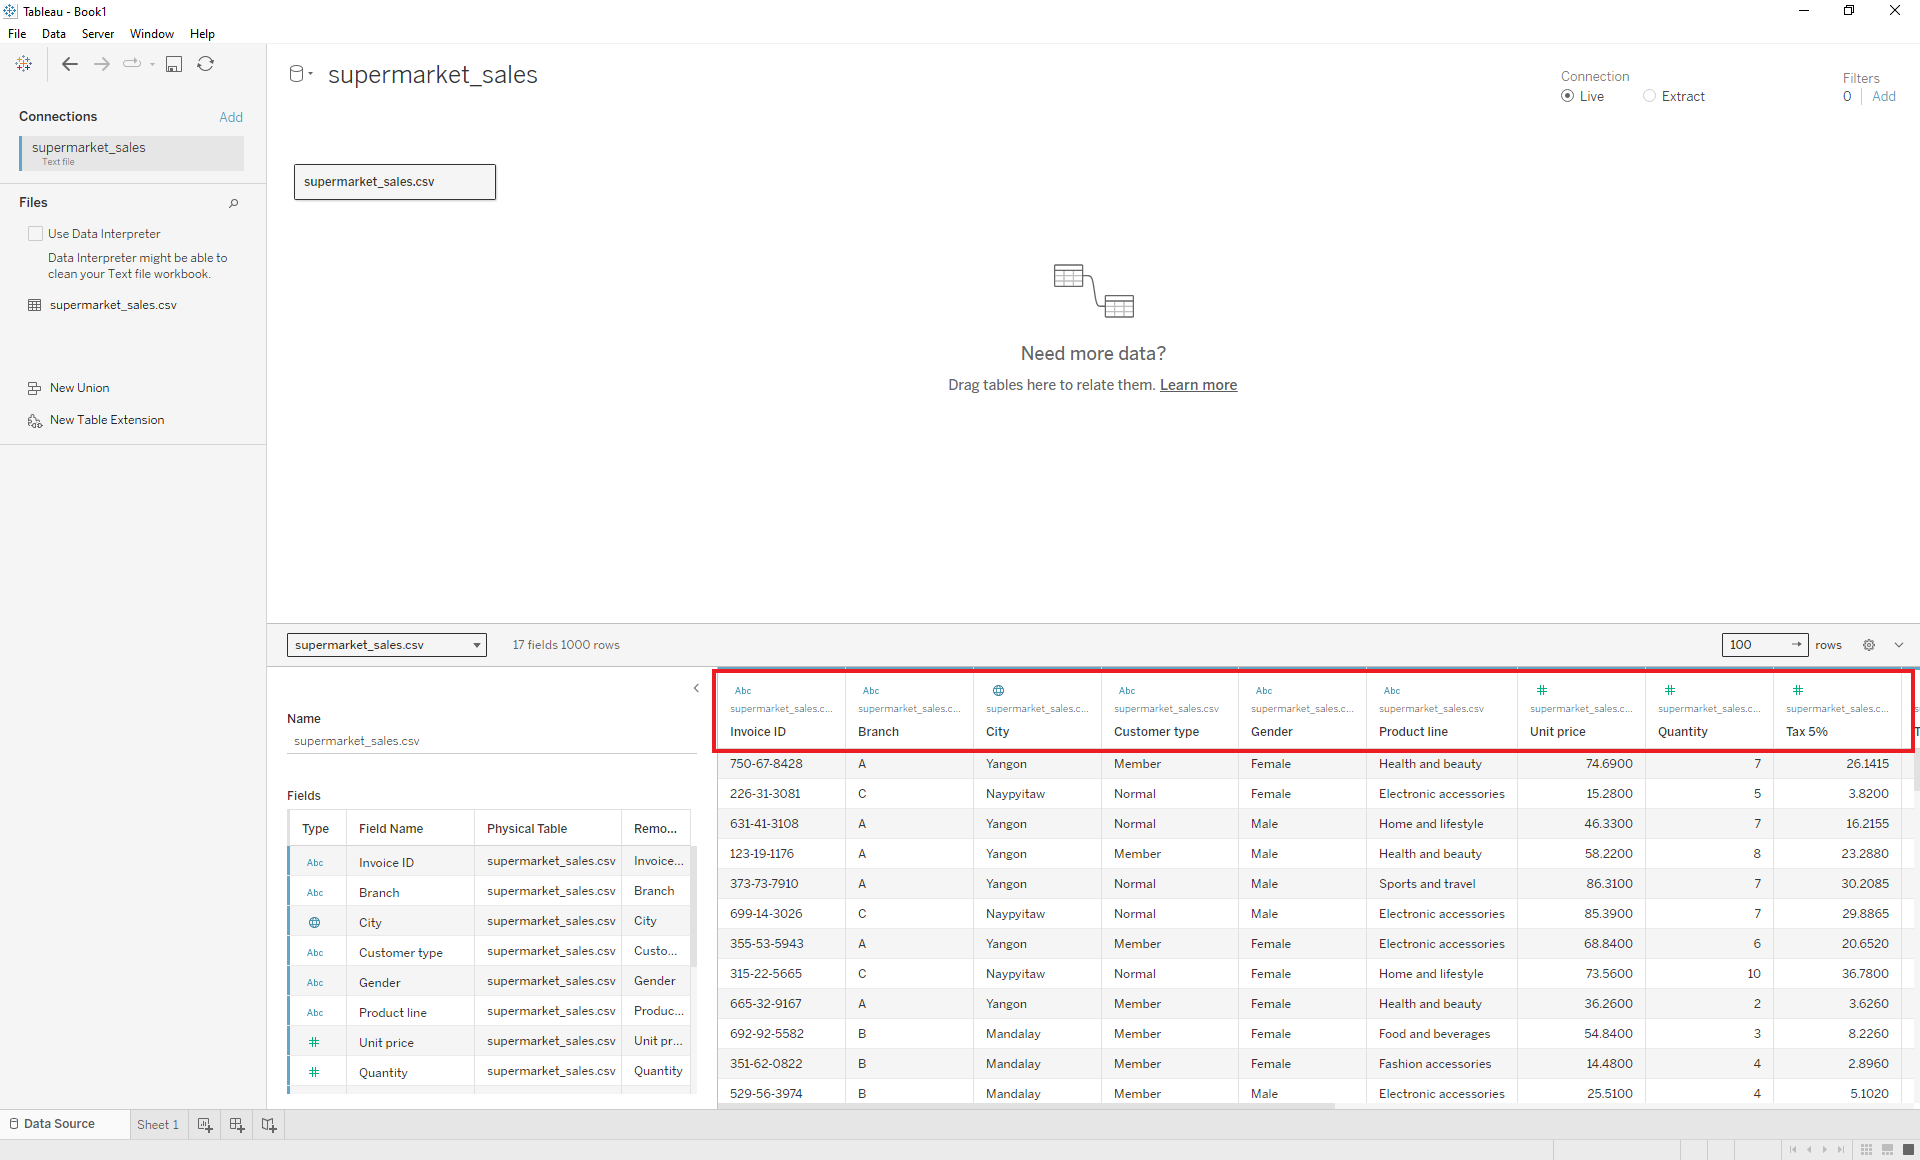 Tableau - Book1
File Data Server Window Help
supermarket_sales
Connection
Live Extract
Filters
0 Add
Connections Add
supermarket_sales
Text file
supermarket_sales.csv
Files
Use Data Interpreter
Data Interpreter might be able to
clean your Text file workbook.
supermarket_sales.csv
New Union
New Table Extension
Need more data?
Drag tables here to relate them. Learn more
supermarket_sales.csv 17 fields 1000 rows 100 rows
Name
supermarket_sales.csv
Fields
Type Field Name Physical Table Remo...
Abc Invoice ID supermarket_sales.csv Invoice...
Abc Branch supermarket_sales.csv Branch
City supermarket_sales.csv City
Abc Customer type supermarket_sales.csv Custo...
Abc Gender supermarket_sales.csv Gender
Abc Product line supermarket_sales.csv Produc...
# Unit price supermarket_sales.csv Unit pr...
# Quantity supermarket_sales.csv Quantity
Abc Abc Abc Abc Abc # # #
supermarket_sales.c... supermarket_sales.c... supermarket_sales.c... supermarket_sales.csv supermarket_sales.c... supermarket_sales.csv supermarket_sales.c... supermarket_sales.c... supermarket_sales.c...
Invoice ID Branch City Customer type Gender Product line Unit price Quantity Tax 5%
750-67-8428 A Yangon Member Female Health and beauty 74.6900 7 26.1415
226-31-3081 C Naypyitaw Normal Female Electronic accessories 15.2800 5 3.8200
631-41-3108 A Yangon Normal Male Home and lifestyle 46.3300 7 16.2155
123-19-1176 A Yangon Member Male Health and beauty 58.2200 8 23.2880
373-73-7910 A Yangon Normal Male Sports and travel 86.3100 7 30.2085
699-14-3026 C Naypyitaw Normal Male Electronic accessories 85.3900 7 29.8865
355-53-5943 A Yangon Member Female Electronic accessories 68.8400 6 20.6520
315-22-5665 C Naypyitaw Normal Female Home and lifestyle 73.5600 10 36.7800
665-32-9167 A Yangon Member Female Health and beauty 36.2600 2 3.6260
692-92-5582 B Mandalay Member Female Food and beverages 54.8400 3 8.2260
351-62-0822 B Mandalay Member Female Fashion accessories 14.4800 4 2.8960
529-56-3974 B Mandalay Member Male Electronic accessories 25.5100 4 5.1020
Data Source Sheet 1